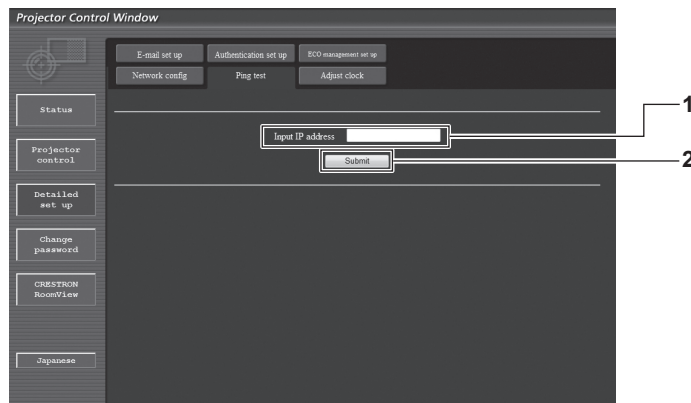 Projector Control Window
E-mail set up
Authentication set up
ECO management set up
Network config
Ping test
Adjust clock
Status
Projector
control
Detailed
set up
Change
password
CRESTRON
RoomView
Japanese
Input IP address
Submit
1
2